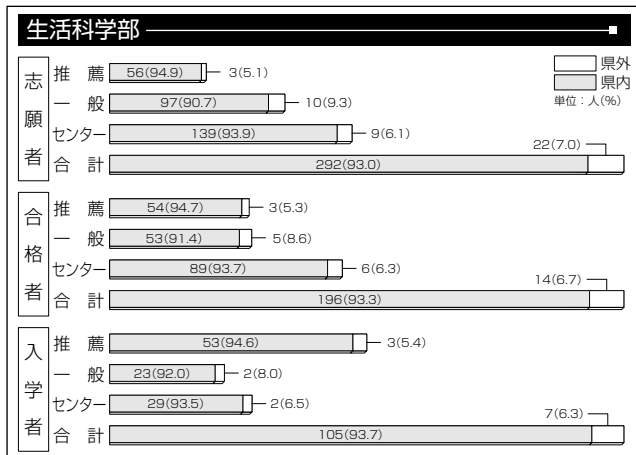 生活科学部
県外
県内
単位：人(%)
志願者
推薦 56(94.9) 3(5.1)
一般 97(90.7) 10(9.3)
センター 139(93.9) 9(6.1)
合計 292(93.0) 22(7.0)
合格者
推薦 54(94.7) 3(5.3)
一般 53(91.4) 5(8.6)
センター 89(93.7) 6(6.3)
合計 196(93.3) 14(6.7)
入学者
推薦 53(94.6) 3(5.4)
一般 23(92.0) 2(8.0)
センター 29(93.5) 2(6.5)
合計 105(93.7) 7(6.3)